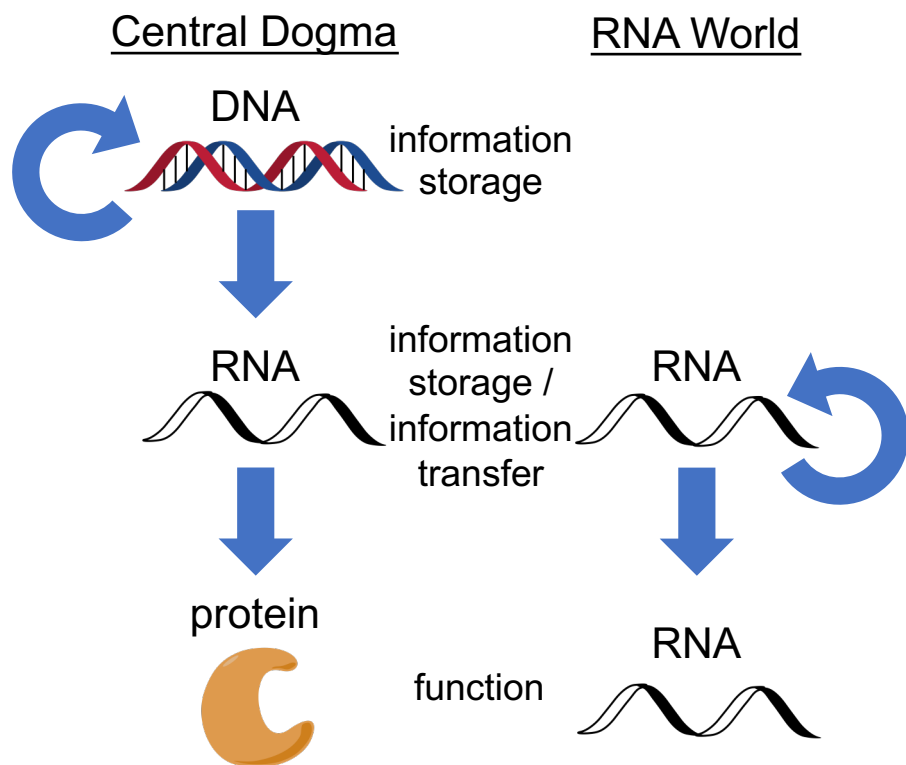 Central Dogma
RNA World
DNA
information
storage
RNA
information
storage /
information
transfer
RNA
protein
function
RNA